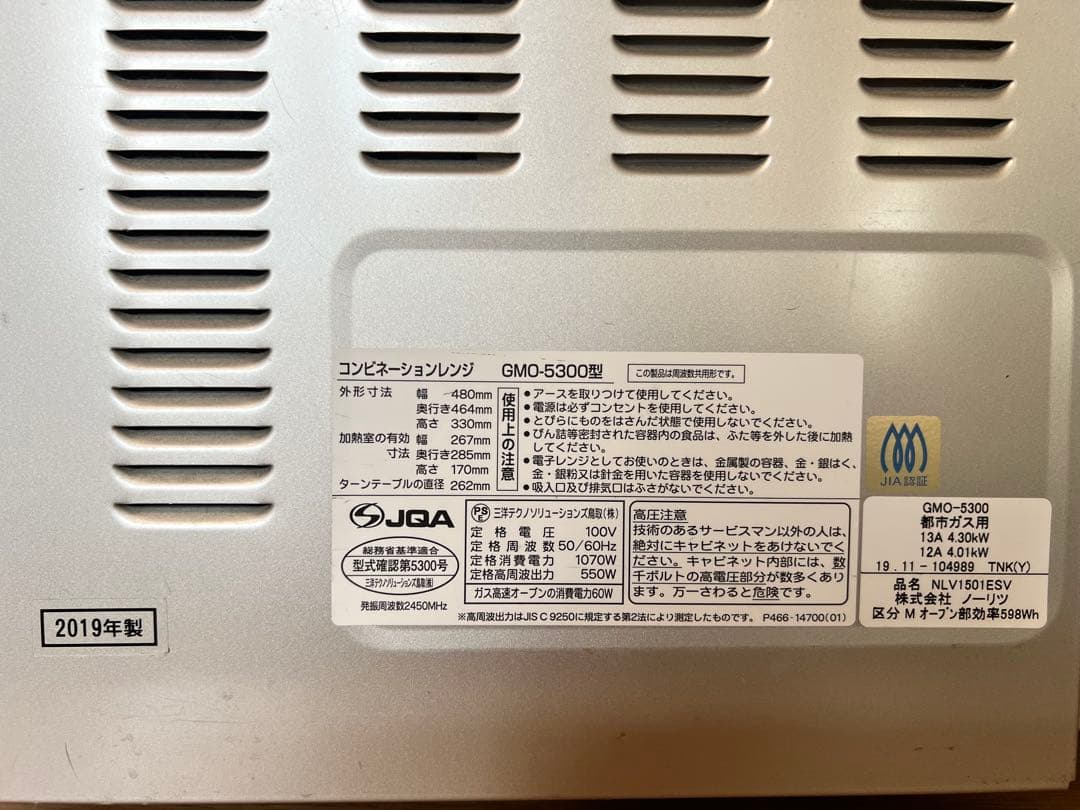 コンビネーションレンジ GMO-5300型 この製品は周波数共用形です。
外形寸法 幅 480mm
奥行き464mm
高さ 330mm
加熱室の有効 幅 267mm
寸法 奥行き285mm
高さ 170mm
ターンテーブルの直径 262mm
使用上の注意
●アースを取りつけて使用してください。
●電源は必ずコンセントを使用してください。
●とびらにものをはさんだ状態で使用しないでください。
●びん詰等密封された容器内の食品は、ふた等を外した後に加熱
してください。
●電子レンジとしてお使いのときは、金属製の容器、金・銀はく、
金・銀粉又は針金を用いた容器を使用しないでください。
●吸入口及び排気口はふさがないでください。
JQA
総務省基準適合
型式確認第5300号
三洋テクノソリューションズ鳥取(株)
発振周波数2450MHz
PSE 三洋テクノソリューションズ鳥取(株)
定格電圧 100V
定格周波数 50/60Hz
定格消費電力 1070W
定格高周波出力 550W
ガス高速オーブンの消費電力60W
高圧注意
技術のあるサービスマン以外の人は、
絶対にキャビネットをあけないでく
ださい。キャビネット内部には、数
千ボルトの高電圧部分が数多くあり
ます。万一さわると危険です。
※高周波出力はJIS C 9250に規定する第2法により測定したものです。 P466-14700(01)
JIA認証
GMO-5300
都市ガス用
13A 4.30kW
12A 4.01kW
19.11-104989 TNK(Y)
品名 NLV1501ESV
株式会社 ノーリツ
区分 M オーブン部効率598Wh
2019年製